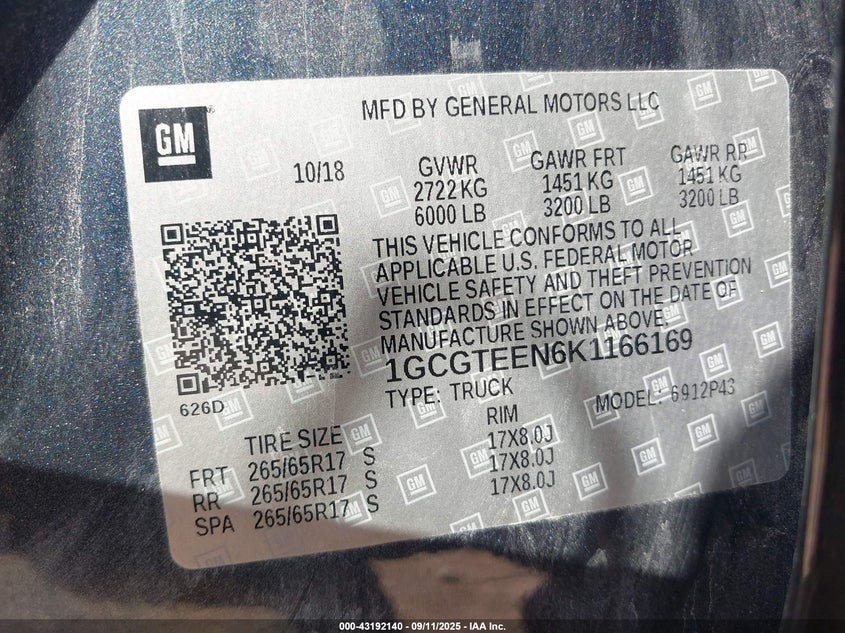 MFD BY GENERAL MOTORS LLC
GM
10/18
GVWR GAWR FRT GAWR RR
2722 KG 1451 KG 1451 KG
6000 LB 3200 LB 3200 LB
THIS VEHICLE CONFORMS TO ALL
APPLICABLE U.S. FEDERAL MOTOR
VEHICLE SAFETY AND THEFT PREVENTION
STANDARDS IN EFFECT ON THE DATE OF
MANUFACTURE SHOWN ABOVE
1GCGTEEN6K1166169
626D
TYPE: TRUCK MODEL: 6912P43
TIRE SIZE RIM
FRT 265/65R17 S 17X8.0J
RR 265/65R17 S 17X8.0J
SPA 265/65R17 S 17X8.0J
000-43192140 - 09/11/2025 - IAA Inc.